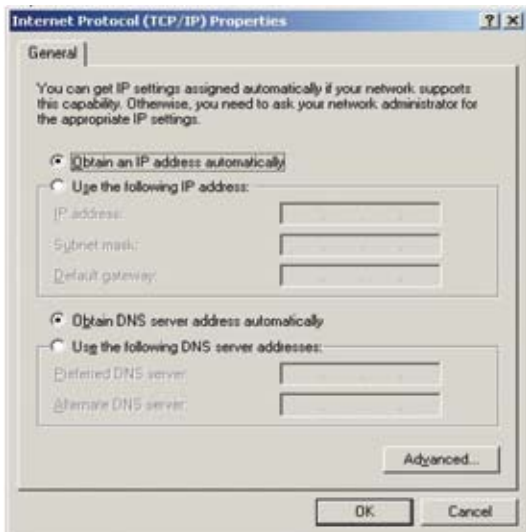 Internet Protocol (TCP/IP) Properties
General
You can get IP settings assigned automatically if your network supports
this capability. Otherwise, you need to ask your network administrator for
the appropriate IP settings.
Obtain an IP address automatically
Use the following IP address:
IP address:
Subnet mask:
Default gateway:
Obtain DNS server address automatically
Use the following DNS server addresses:
Preferred DNS server:
Alternate DNS server:
Advanced...
OK
Cancel